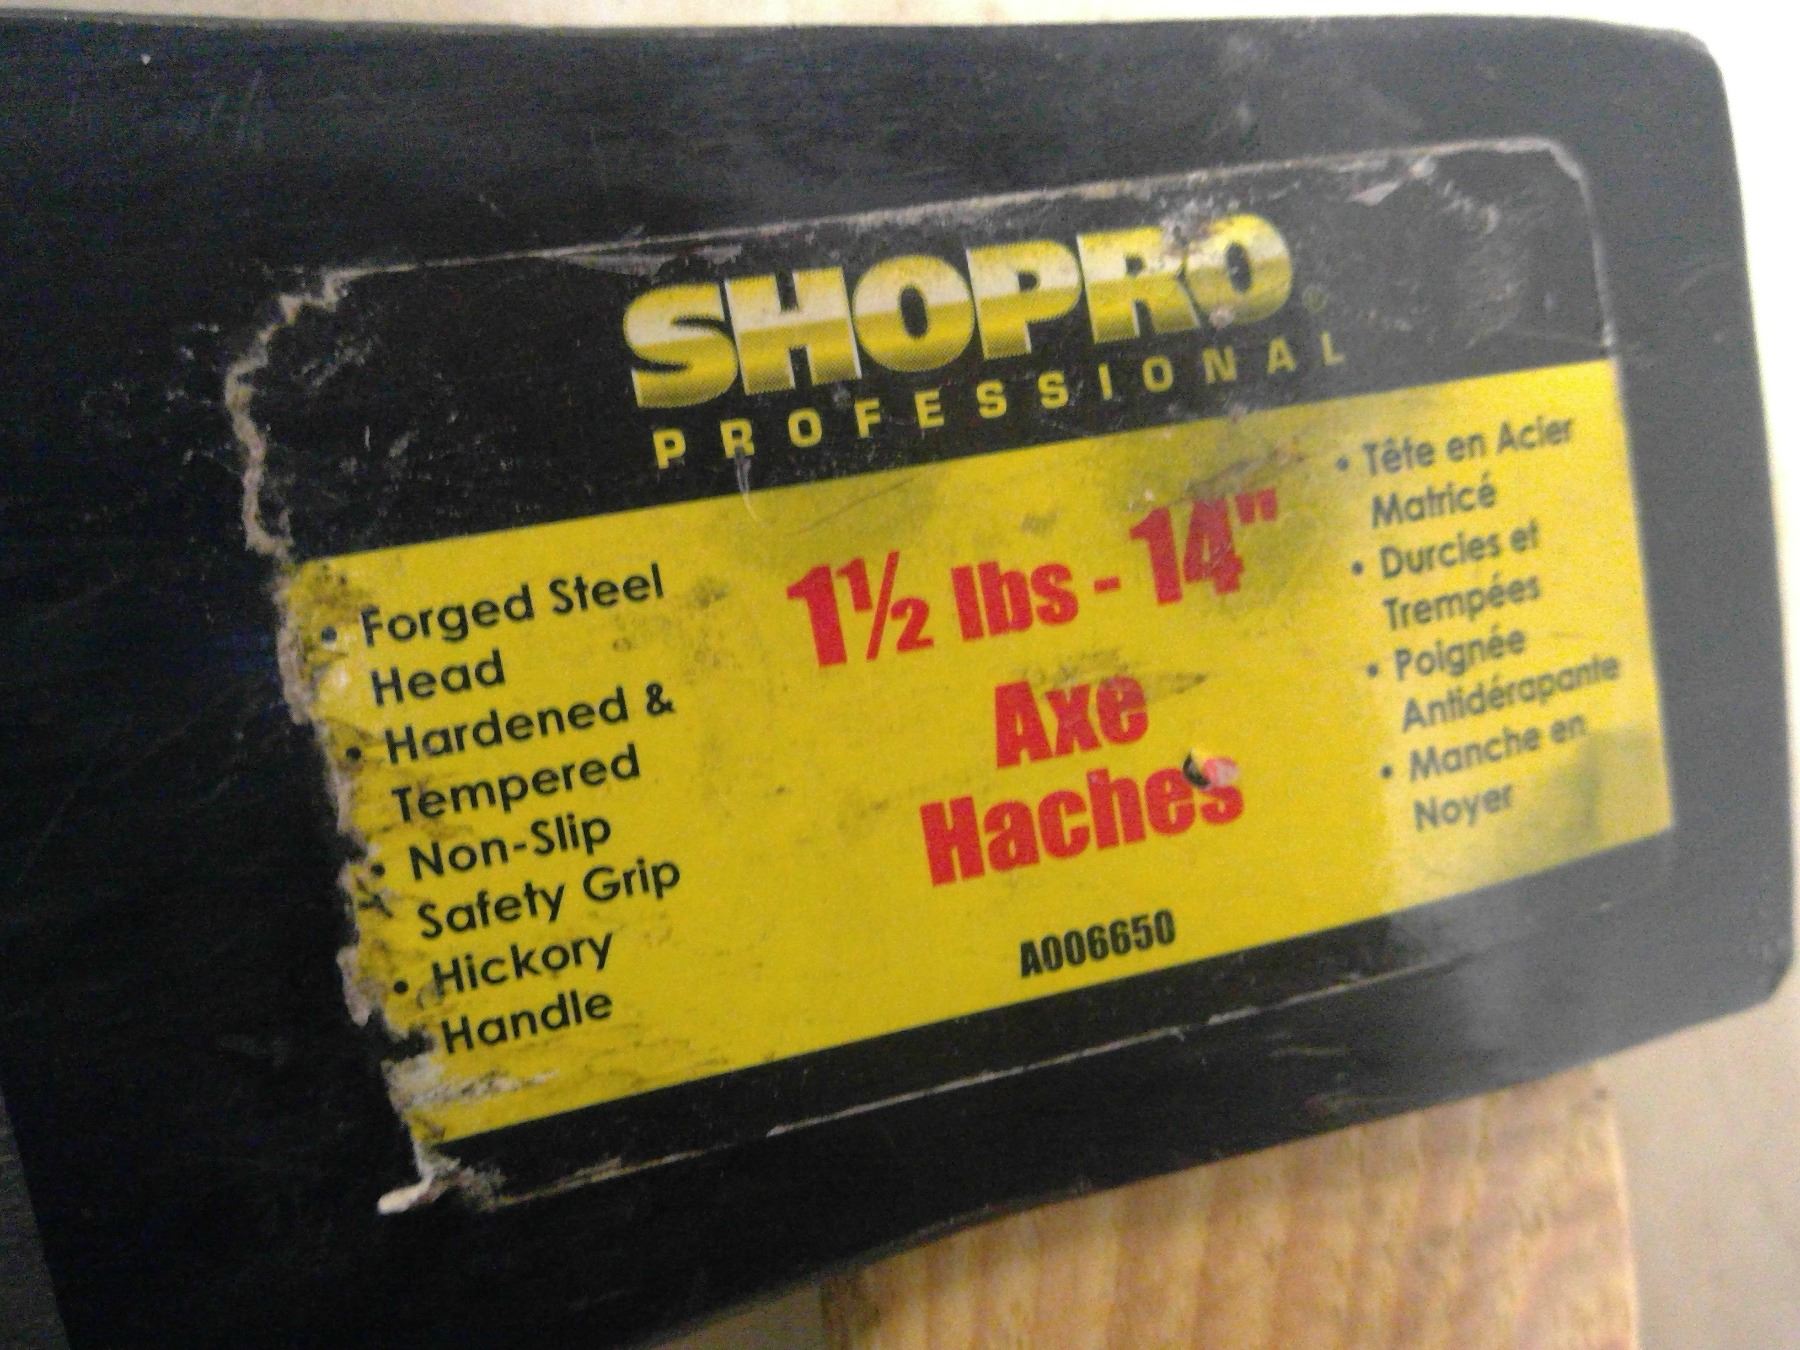 SHOPRO
PROFESSIONAL
• Forged Steel
Head
• Hardened &
Tempered
• Non-Slip
Safety Grip
• Hickory
Handle
1½ lbs - 14"
Axe
Haches
A006650
• Tête en Acier
Matricé
• Durcies et
Trempées
• Poignée
Antidérapante
• Manche en
Noyer